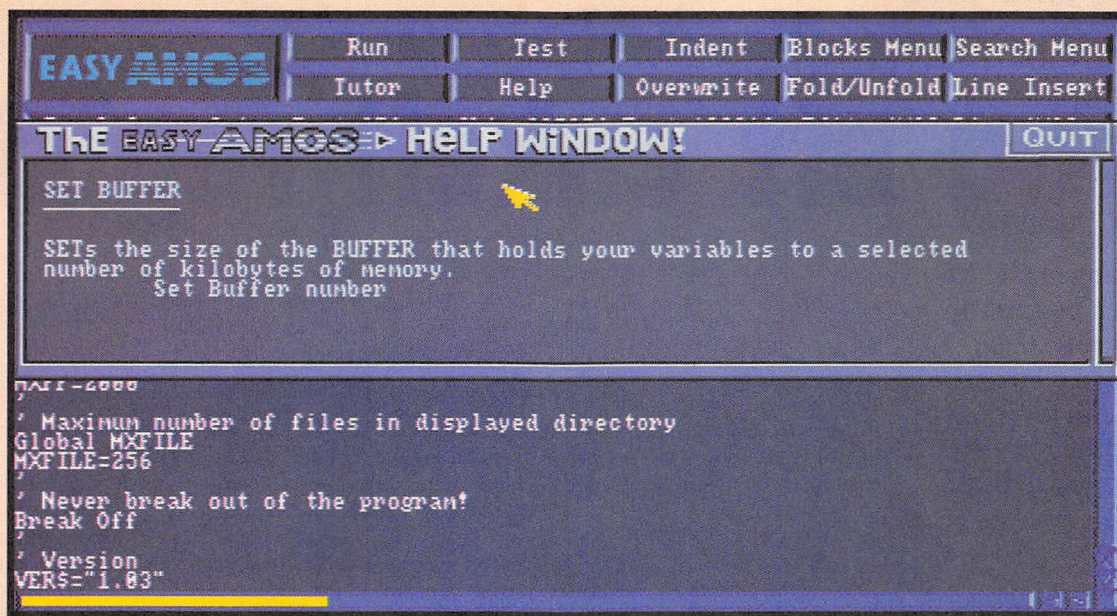 EASY AMOS
Run Test Indent Blocks Menu Search Menu
Tutor Help Overwrite Fold/Unfold Line Insert
THE EASY AMOS HELP WINDOW! QUIT
SET BUFFER
SETs the size of the BUFFER that holds your variables to a selected
number of kilobytes of memory.
Set Buffer number
'
' Maximum number of files in displayed directory
Global MXFILE
MXFILE=256
'
' Never break out of the program!
Break Off
'
' Version
VER$="1.03"